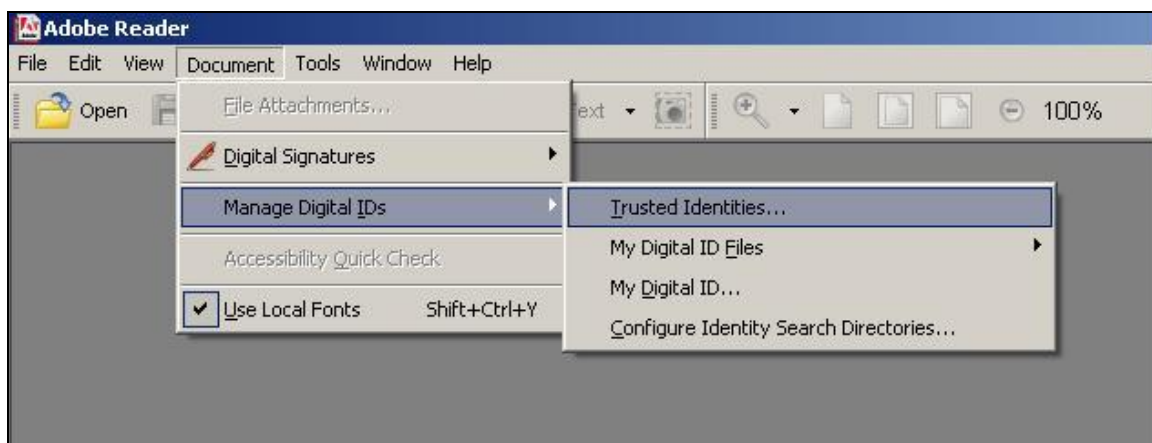 Adobe Reader
File Edit View Document Tools Window Help
Open ext 100%
File Attachments...
Digital Signatures
Manage Digital IDs
Accessibility Quick Check
Use Local Fonts Shift+Ctrl+Y
Trusted Identities...
My Digital ID Files
My Digital ID...
Configure Identity Search Directories...